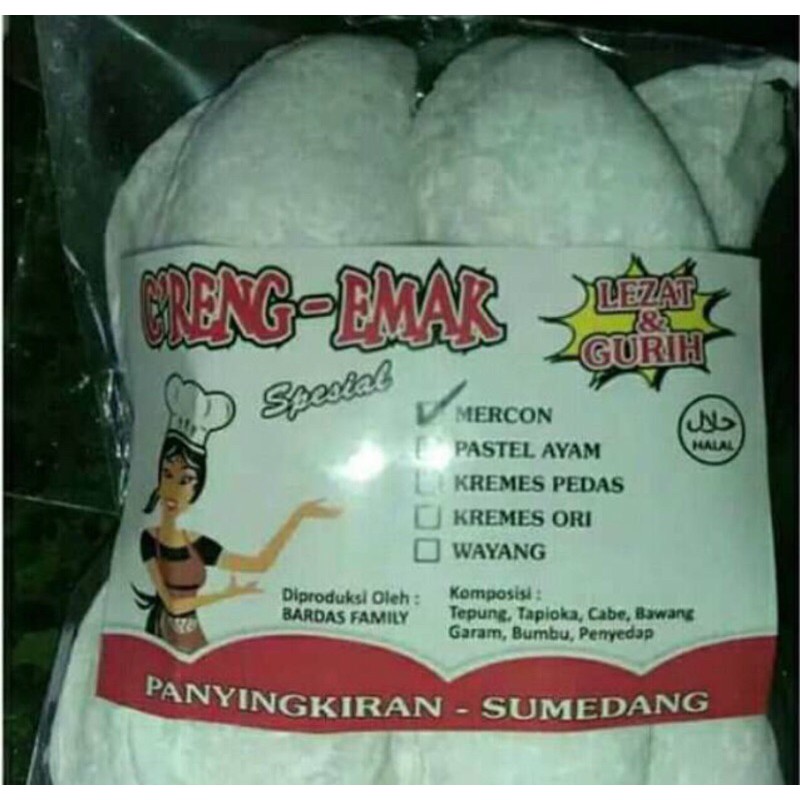 CIRENG - EMAK
Spesial
LEZAT
&
GURIH
MERCON
PASTEL AYAM
KREMES PEDAS
KREMES ORI
WAYANG
حلال
HALAL
Diproduksi Oleh :
BARDAS FAMILY
Komposisi :
Tepung, Tapioka, Cabe, Bawang
Garam, Bumbu, Penyedap
PANYINGKIRAN - SUMEDANG